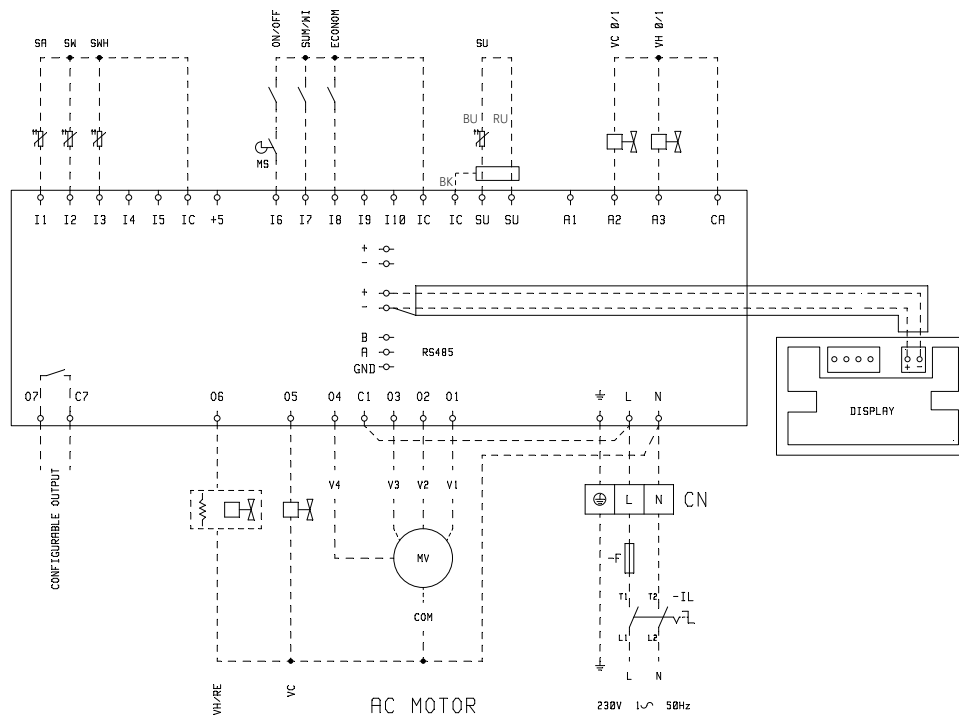 ON/OFF
SUM/WI
ECONOM
VC 0/1
VH 0/1
SA SW SWH
SU
BU RU
MS
BK
I1 I2 I3 I4 I5 IC +5 I6 I7 I8 I9 I10 IC IC SU SU A1 A2 A3 CA
+
-
+
-
B
A RS485
GND
+ -
DISPLAY
O7 C7 O6 O5 O4 C1 O3 O2 O1 L N
CONFIGURABLE OUTPUT
V4 V3 V2 V1
L N CN
MV
-F
COM
T1 T2 -IL
L1 L2
L N
VH/RE
VC
AC MOTOR
230V 1∿ 50Hz